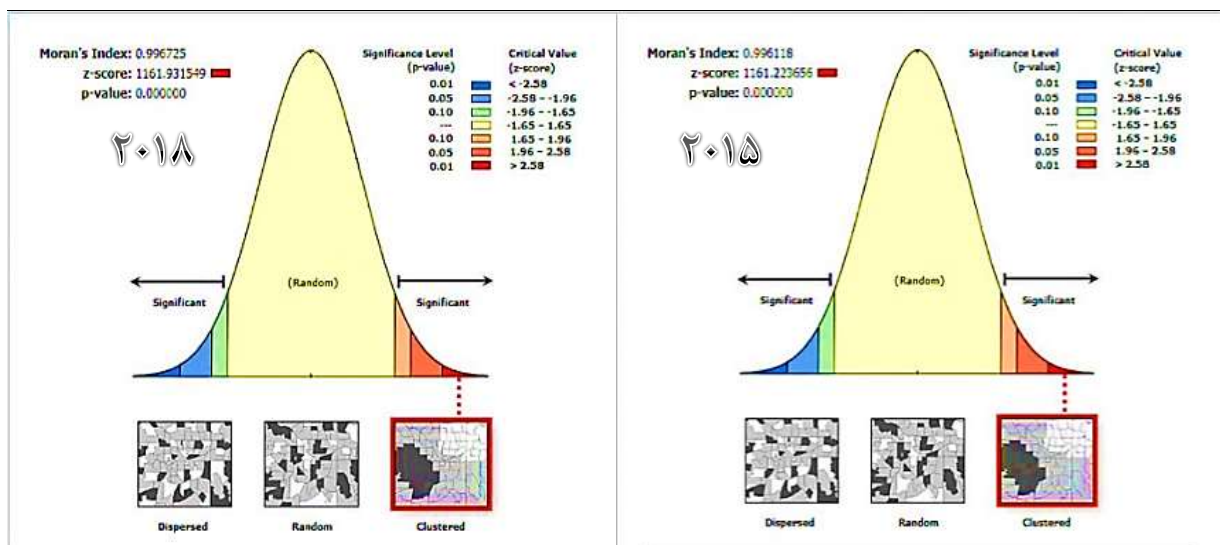 Moran's Index: 0.996725
z-score: 1161.931549
p-value: 0.000000
۲۰۱۸
Significance Level (p-value)
Critical Value (z-score)
0.01 < -2.58
0.05 -2.58 – -1.96
0.10 -1.96 – -1.65
--- -1.65 – 1.65
0.10 1.65 – 1.96
0.05 1.96 – 2.58
0.01 > 2.58
Significant
(Random)
Significant
Dispersed
Random
Clustered
Moran's Index: 0.996118
z-score: 1161.223656
p-value: 0.000000
۲۰۱۵
Significance Level (p-value)
Critical Value (z-score)
0.01 < -2.58
0.05 -2.58 – -1.96
0.10 -1.96 – -1.65
--- -1.65 – 1.65
0.10 1.65 – 1.96
0.05 1.96 – 2.58
0.01 > 2.58
Significant
(Random)
Significant
Dispersed
Random
Clustered